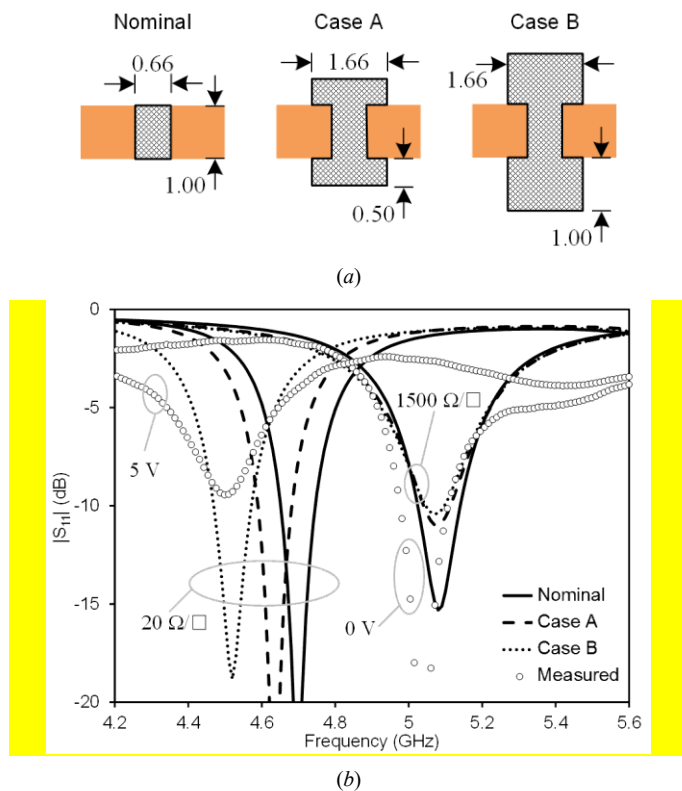 Nominal Case A Case B
0.66 1.66 1.66
1.00 0.50 1.00
(a)
0
-5
-10
-15
-20
|S11| (dB)
5 V
1500 Ω/□
20 Ω/□
0 V
Nominal
Case A
Case B
Measured
4.2 4.4 4.6 4.8 5 5.2 5.4 5.6
Frequency (GHz)
(b)